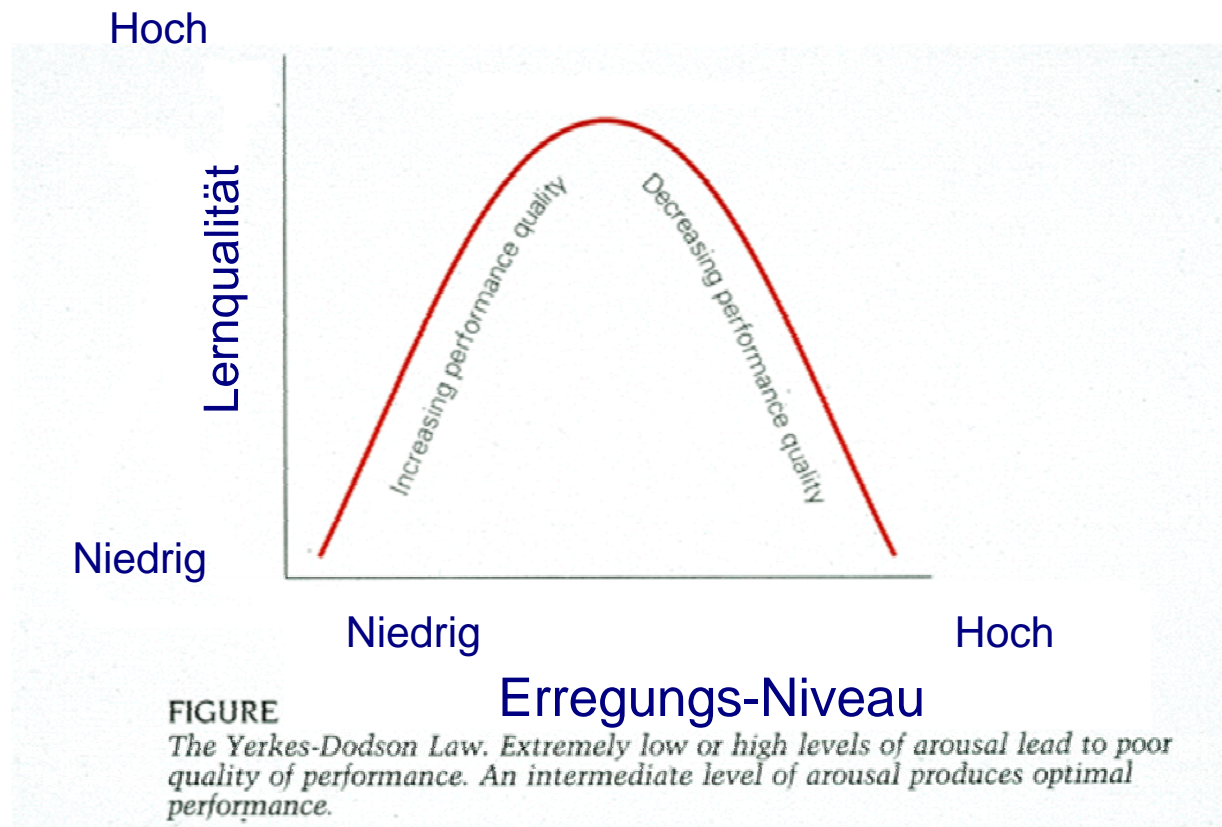 Hoch
Lernqualität
Increasing performance quality
Decreasing performance quality
Niedrig
Niedrig
Hoch
Erregungs-Niveau
FIGURE
The Yerkes-Dodson Law. Extremely low or high levels of arousal lead to poor
quality of performance. An intermediate level of arousal produces optimal
performance.